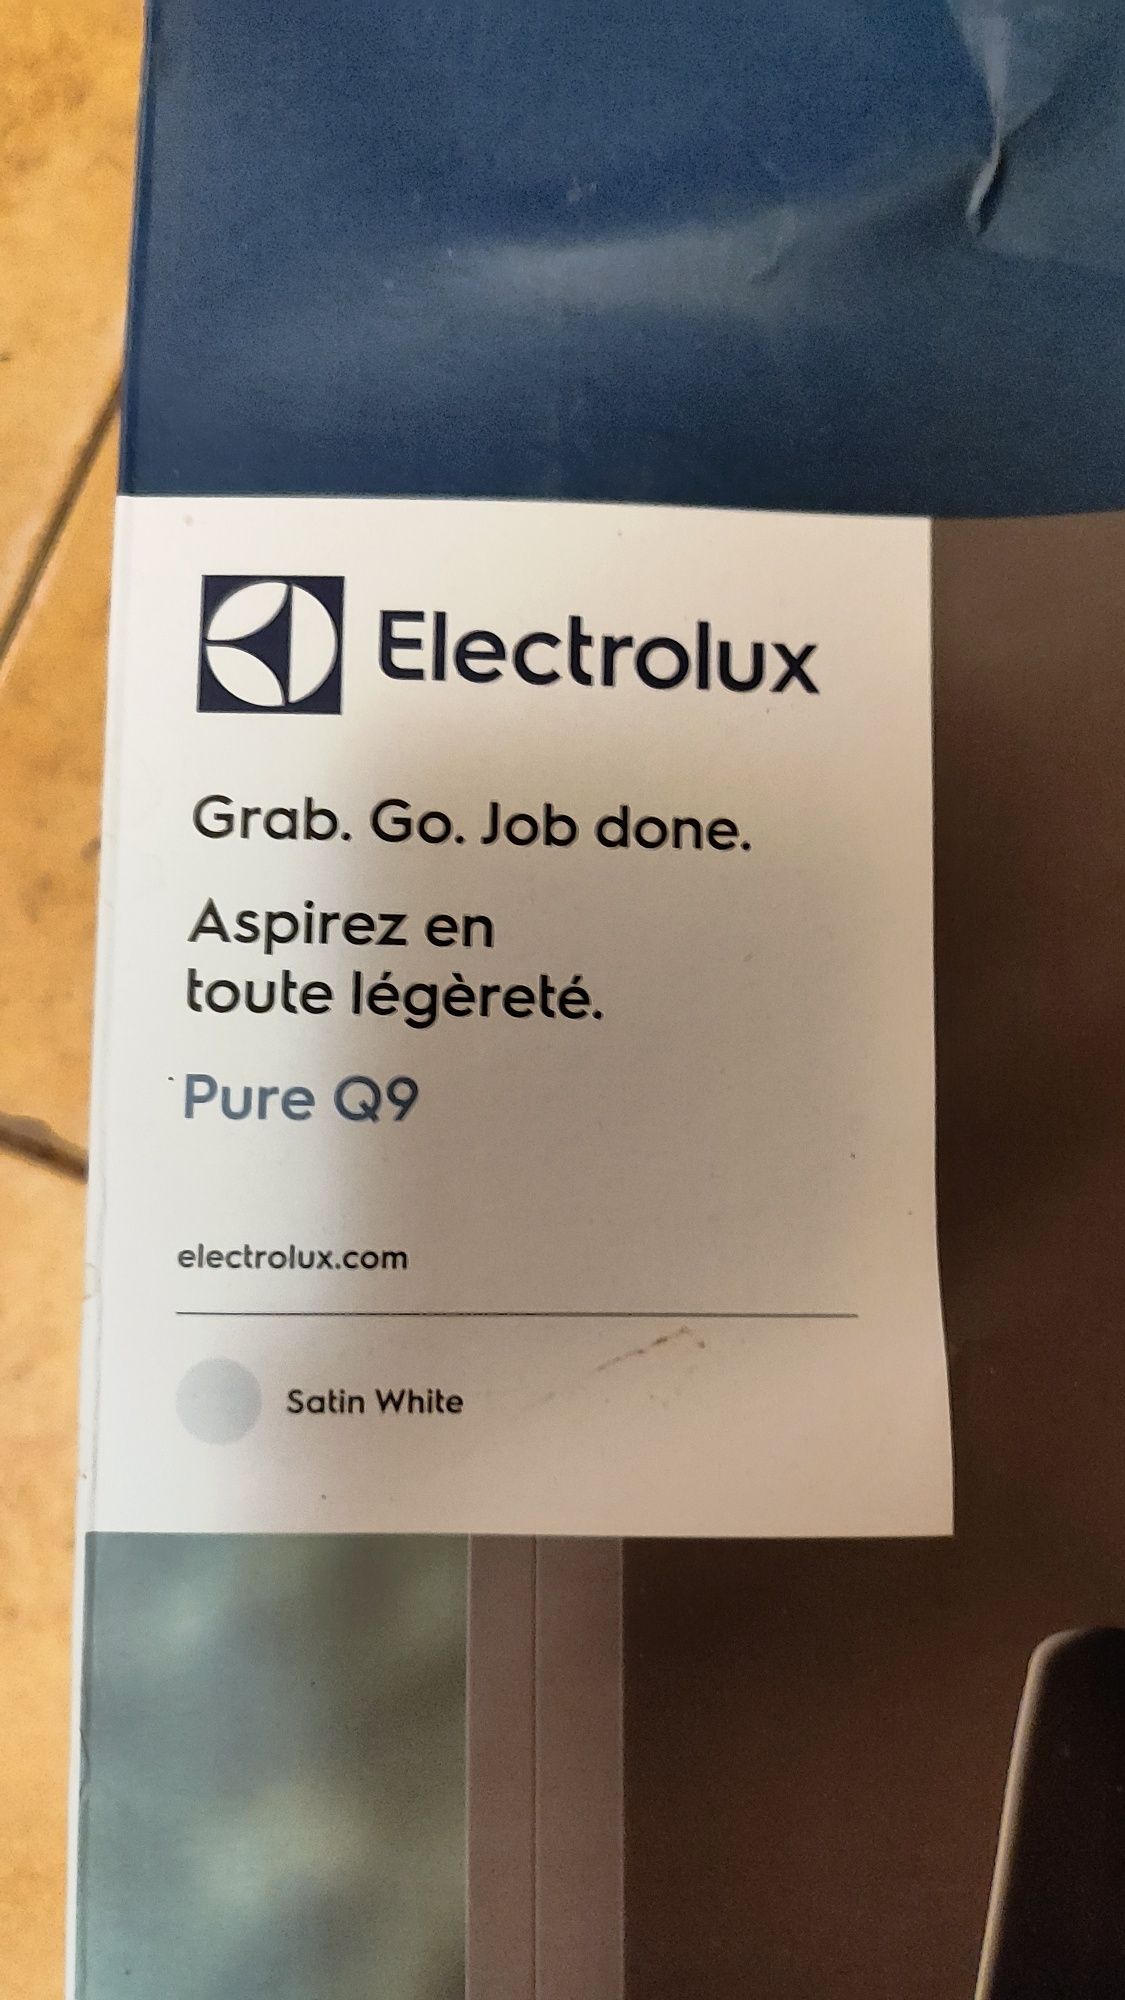 Electrolux
Grab. Go. Job done.
Aspirez en
toute légèreté.
Pure Q9
electrolux.com
Satin White